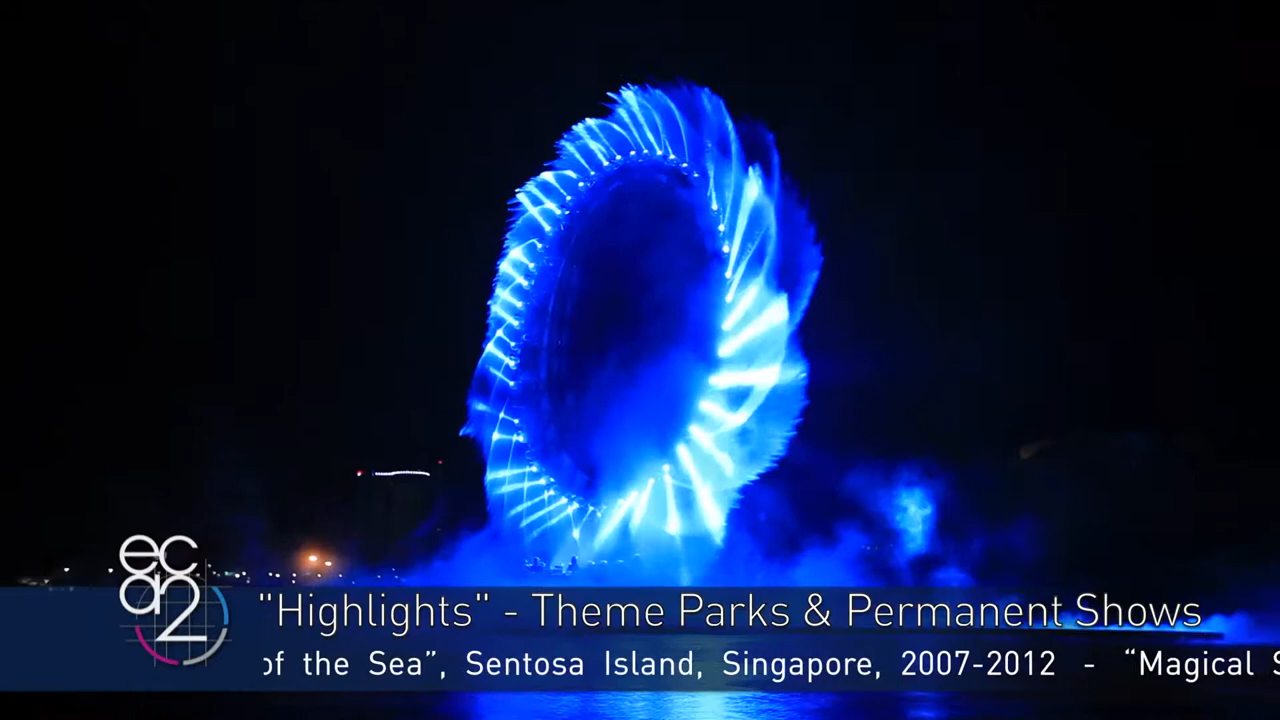 ec
a2
"Highlights" - Theme Parks & Permanent Shows
of the Sea”, Sentosa Island, Singapore, 2007-2012 - “Magical S